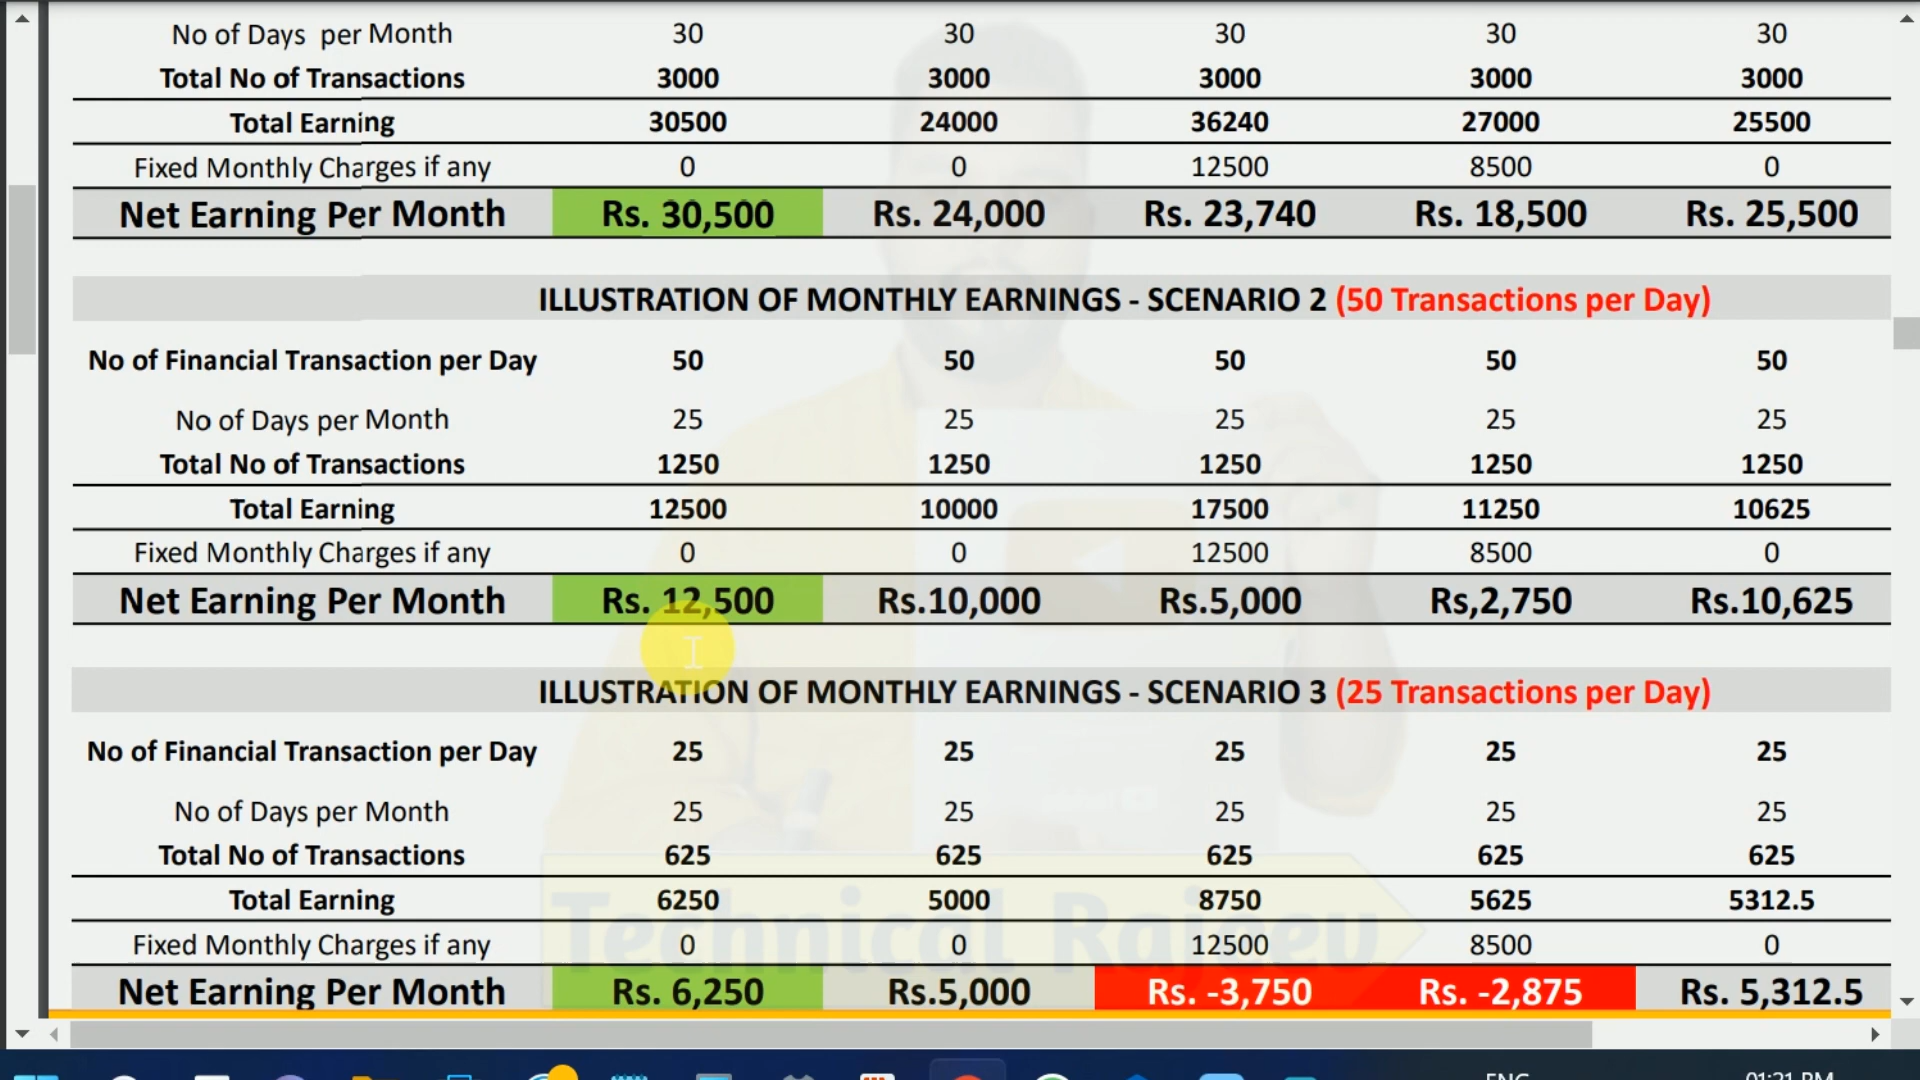 No of Days per Month 30 30 30 30 30
Total No of Transactions 3000 3000 3000 3000 3000
Total Earning 30500 24000 36240 27000 25500
Fixed Monthly Charges if any 0 0 12500 8500 0
Net Earning Per Month Rs. 30,500 Rs. 24,000 Rs. 23,740 Rs. 18,500 Rs. 25,500
ILLUSTRATION OF MONTHLY EARNINGS - SCENARIO 2 (50 Transactions per Day)
No of Financial Transaction per Day 50 50 50 50 50
No of Days per Month 25 25 25 25 25
Total No of Transactions 1250 1250 1250 1250 1250
Total Earning 12500 10000 17500 11250 10625
Fixed Monthly Charges if any 0 0 12500 8500 0
Net Earning Per Month Rs. 12,500 Rs.10,000 Rs.5,000 Rs,2,750 Rs.10,625
ILLUSTRATION OF MONTHLY EARNINGS - SCENARIO 3 (25 Transactions per Day)
No of Financial Transaction per Day 25 25 25 25 25
No of Days per Month 25 25 25 25 25
Total No of Transactions 625 625 625 625 625
Total Earning 6250 5000 8750 5625 5312.5
Technical Rajeev
Fixed Monthly Charges if any 0 0 12500 8500 0
Net Earning Per Month Rs. 6,250 Rs.5,000 Rs. -3,750 Rs. -2,875 Rs. 5,312.5
ENG 01:21 PM